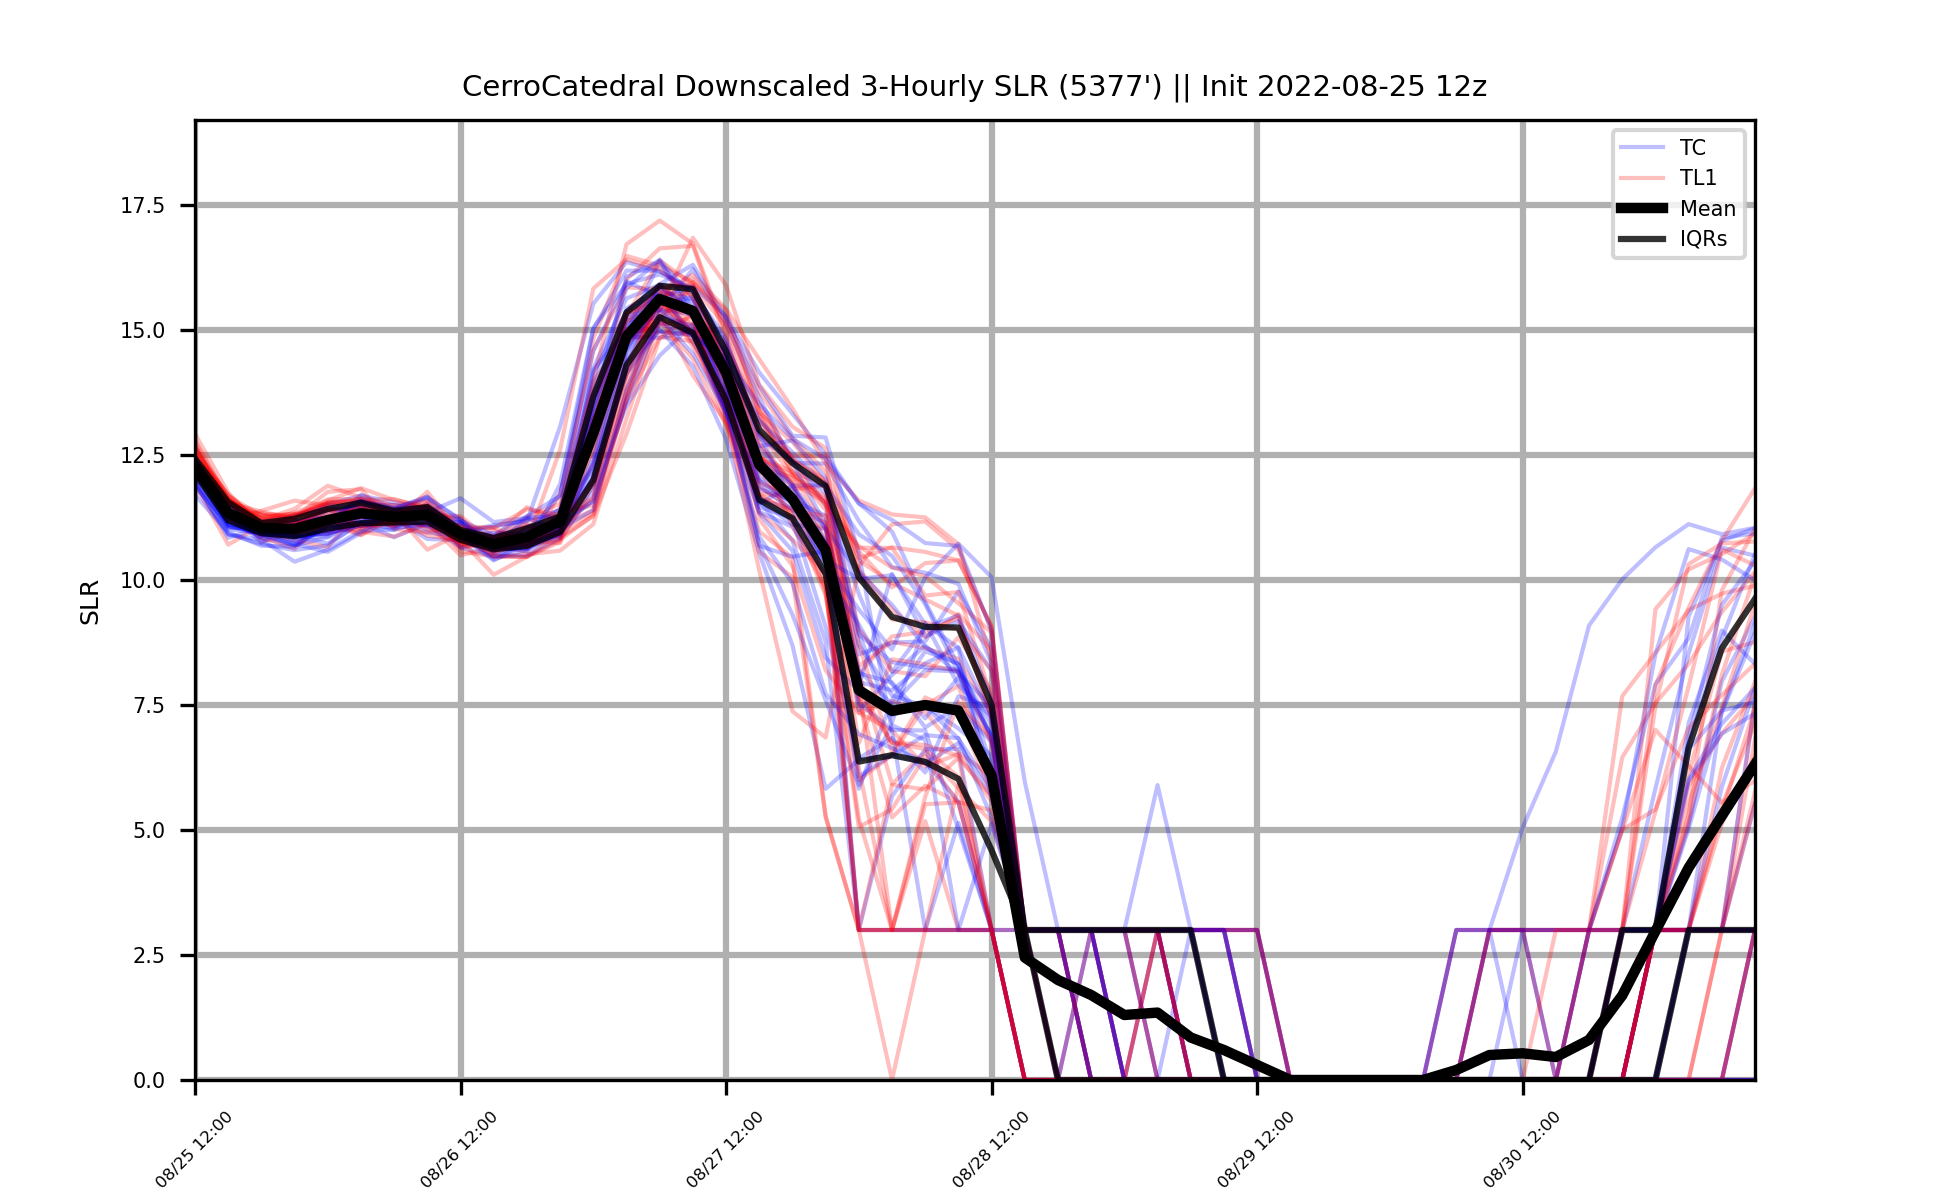 CerroCatedral Downscaled 3-Hourly SLR (5377') || Init 2022-08-25 12z
TC
TL1
Mean
IQRs
SLR
17.5
15.0
12.5
10.0
7.5
5.0
2.5
0.0
08/25 12:00
08/26 12:00
08/27 12:00
08/28 12:00
08/29 12:00
08/30 12:00